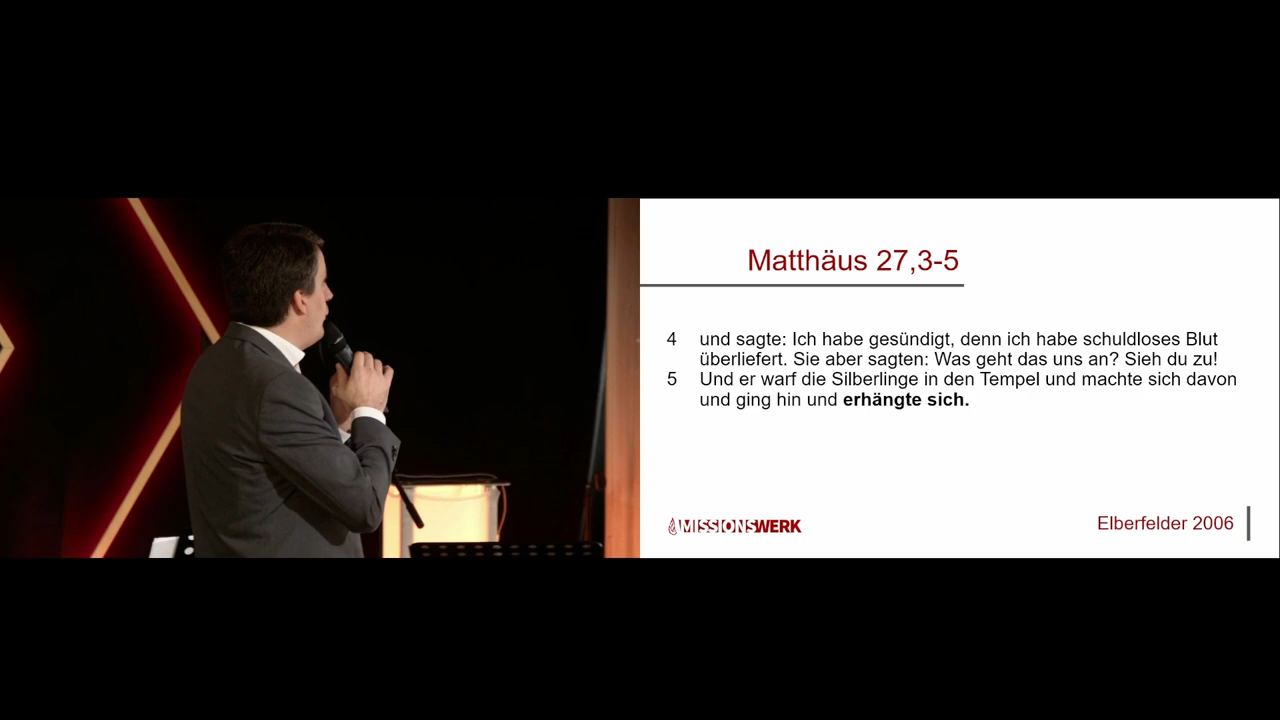 Matthäus 27,3-5
4 und sagte: Ich habe gesündigt, denn ich habe schuldloses Blut
überliefert. Sie aber sagten: Was geht das uns an? Sieh du zu!
5 Und er warf die Silberlinge in den Tempel und machte sich davon
und ging hin und erhängte sich.
MISSIONSWERK
Elberfelder 2006